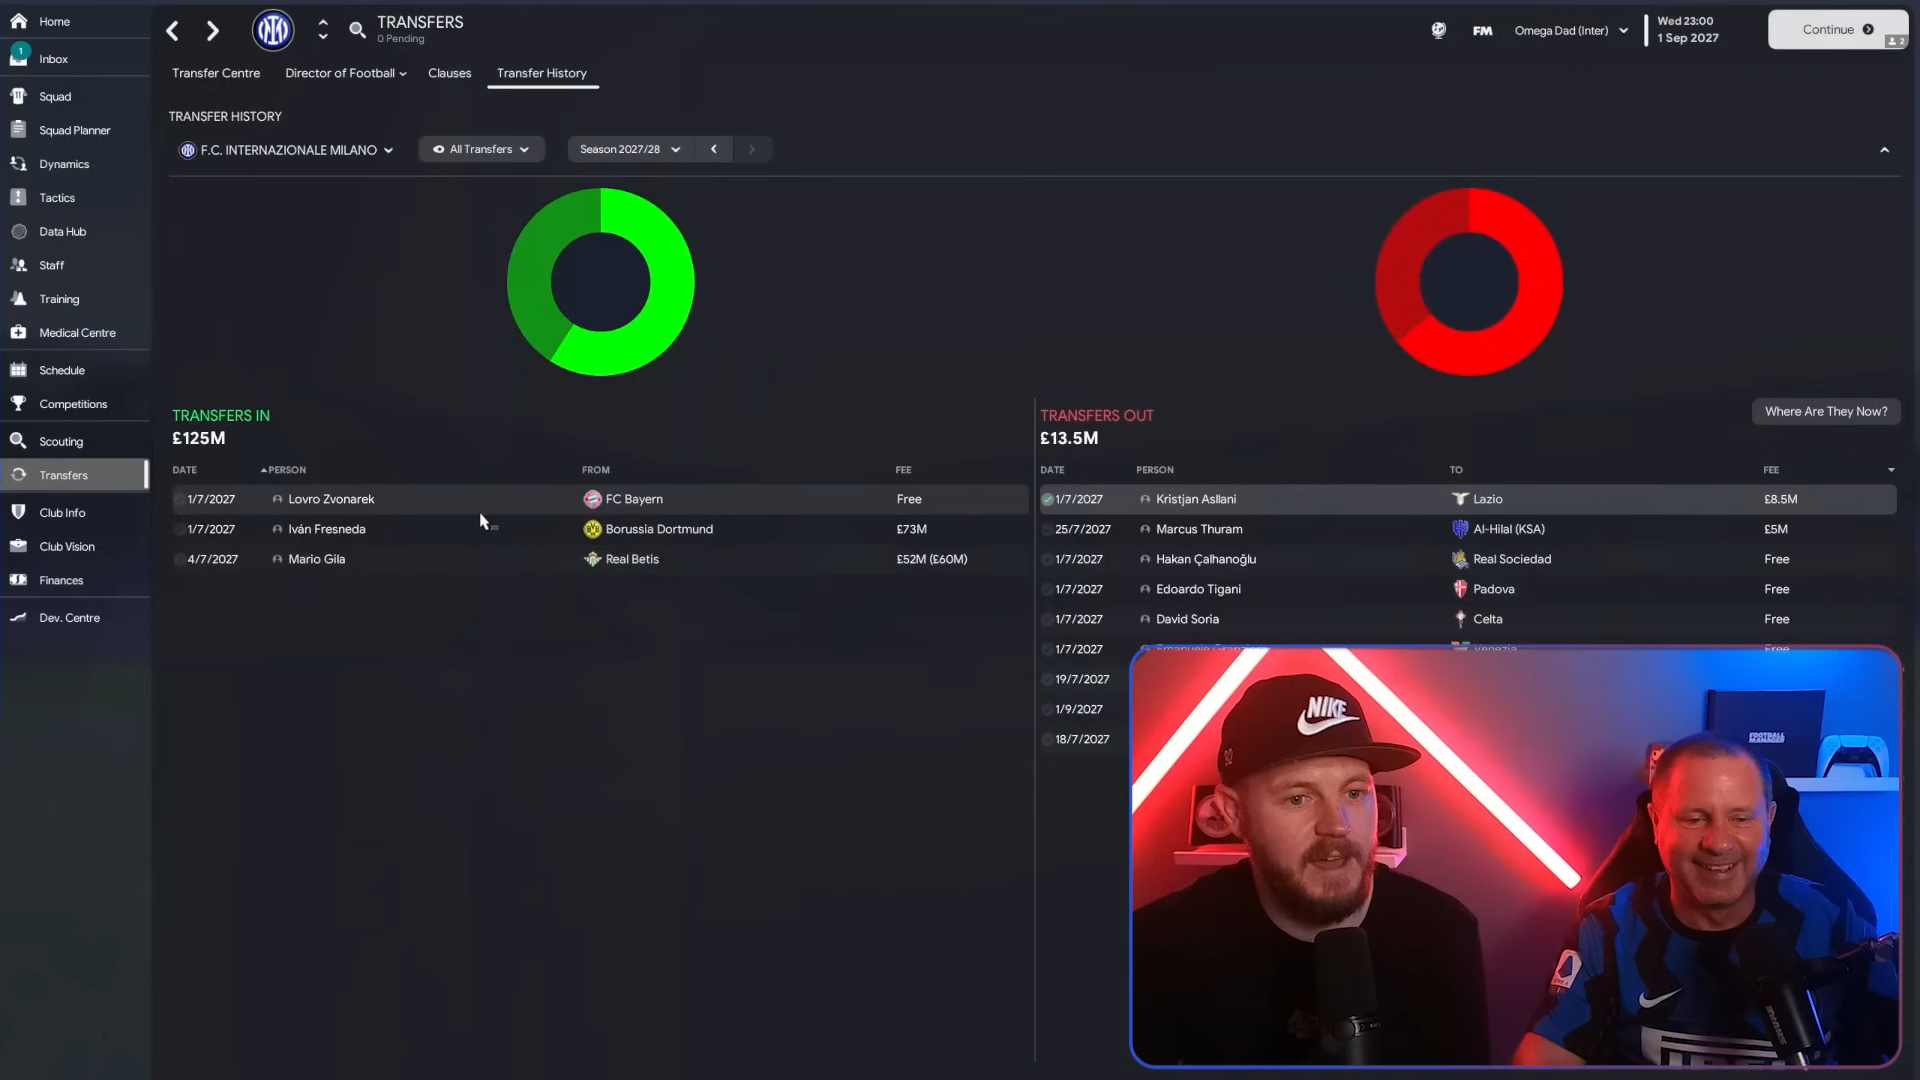 Home
TRANSFERS
0 Pending
FM
Omega Dad (Inter)
Wed 23:00
1 Sep 2027
Continue
2
1
Inbox
Transfer Centre
Director of Football
Clauses
Transfer History
Squad
Squad Planner
Dynamics
Tactics
Data Hub
Staff
Training
Medical Centre
Schedule
Competitions
Scouting
Transfers
Club Info
Club Vision
Finances
Dev. Centre
TRANSFER HISTORY
F.C. INTERNAZIONALE MILANO
All Transfers
Season 2027/28
TRANSFERS IN
£125M
DATE PERSON FROM FEE
1/7/2027 Lovro Zvonarek FC Bayern Free
1/7/2027 Iván Fresneda Borussia Dortmund £73M
4/7/2027 Mario Gila Real Betis £52M (£60M)
TRANSFERS OUT
£13.5M
Where Are They Now?
DATE PERSON TO FEE
1/7/2027 Kristjan Asllani Lazio £8.5M
25/7/2027 Marcus Thuram Al-Hilal (KSA) £5M
1/7/2027 Hakan Çalhanoğlu Real Sociedad Free
1/7/2027 Edoardo Tigani Padova Free
1/7/2027 David Soria Celta Free
1/7/2027 Venezia Free
19/7/2027
1/9/2027
18/7/2027
NIKE
FOOTBALL
MANAGER
SHURE